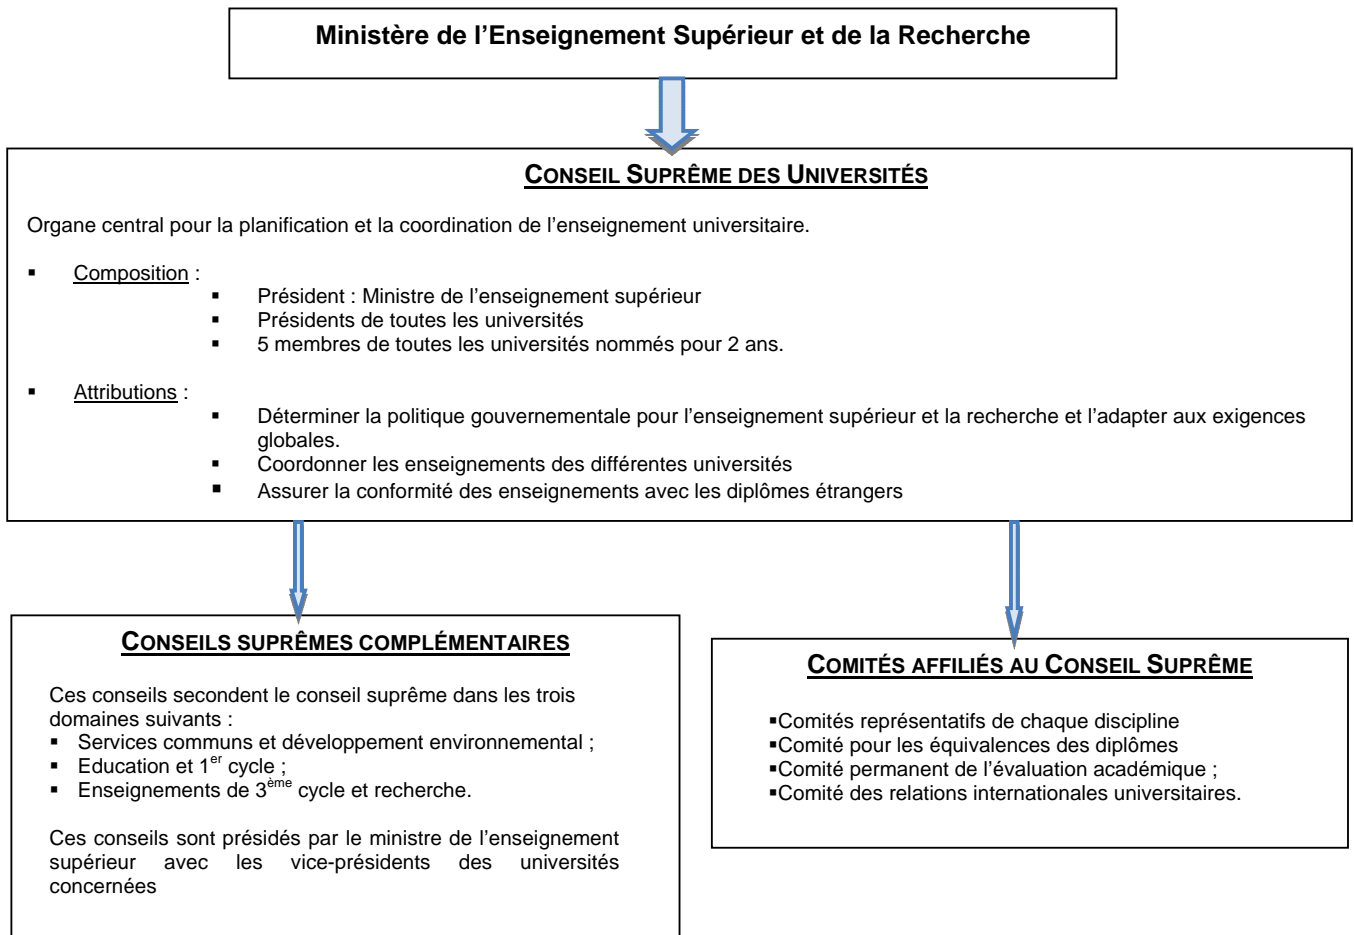 Ministère de l'Enseignement Supérieur et de la Recherche
CONSEIL SUPRÊME DES UNIVERSITÉS
Organe central pour la planification et la coordination de l'enseignement universitaire.
▪ Composition :
▪ Président : Ministre de l'enseignement supérieur
▪ Présidents de toutes les universités
▪ 5 membres de toutes les universités nommés pour 2 ans.
▪ Attributions :
▪ Déterminer la politique gouvernementale pour l'enseignement supérieur et la recherche et l'adapter aux exigences
globales.
▪ Coordonner les enseignements des différentes universités
▪ Assurer la conformité des enseignements avec les diplômes étrangers
CONSEILS SUPRÊMES COMPLÉMENTAIRES
Ces conseils secondent le conseil suprême dans les trois
domaines suivants :
▪ Services communs et développement environnemental ;
▪ Education et 1er cycle ;
▪ Enseignements de 3ème cycle et recherche.
Ces conseils sont présidés par le ministre de l'enseignement
supérieur avec les vice-présidents des universités
concernées
COMITÉS AFFILIÉS AU CONSEIL SUPRÊME
▪Comités représentatifs de chaque discipline
▪Comité pour les équivalences des diplômes
▪Comité permanent de l'évaluation académique ;
▪Comité des relations internationales universitaires.